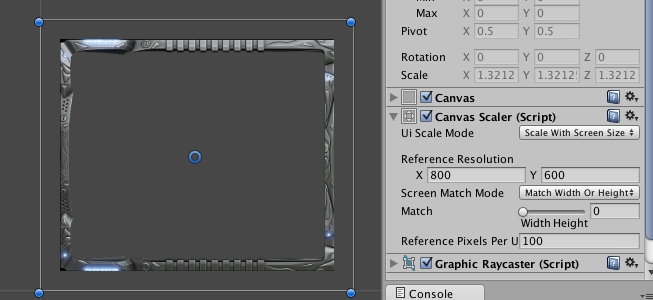 Max X 0 Y 0
Pivot X 0.5 Y 0.5
Rotation X 0 Y 0 Z 0
Scale X 1.3212 Y 1.3212 Z 1.3212
Canvas
Canvas Scaler (Script)
Ui Scale Mode Scale With Screen Size
Reference Resolution
X 800 Y 600
Screen Match Mode Match Width Or Height
Match 0
Width Height
Reference Pixels Per U 100
Graphic Raycaster (Script)
Console